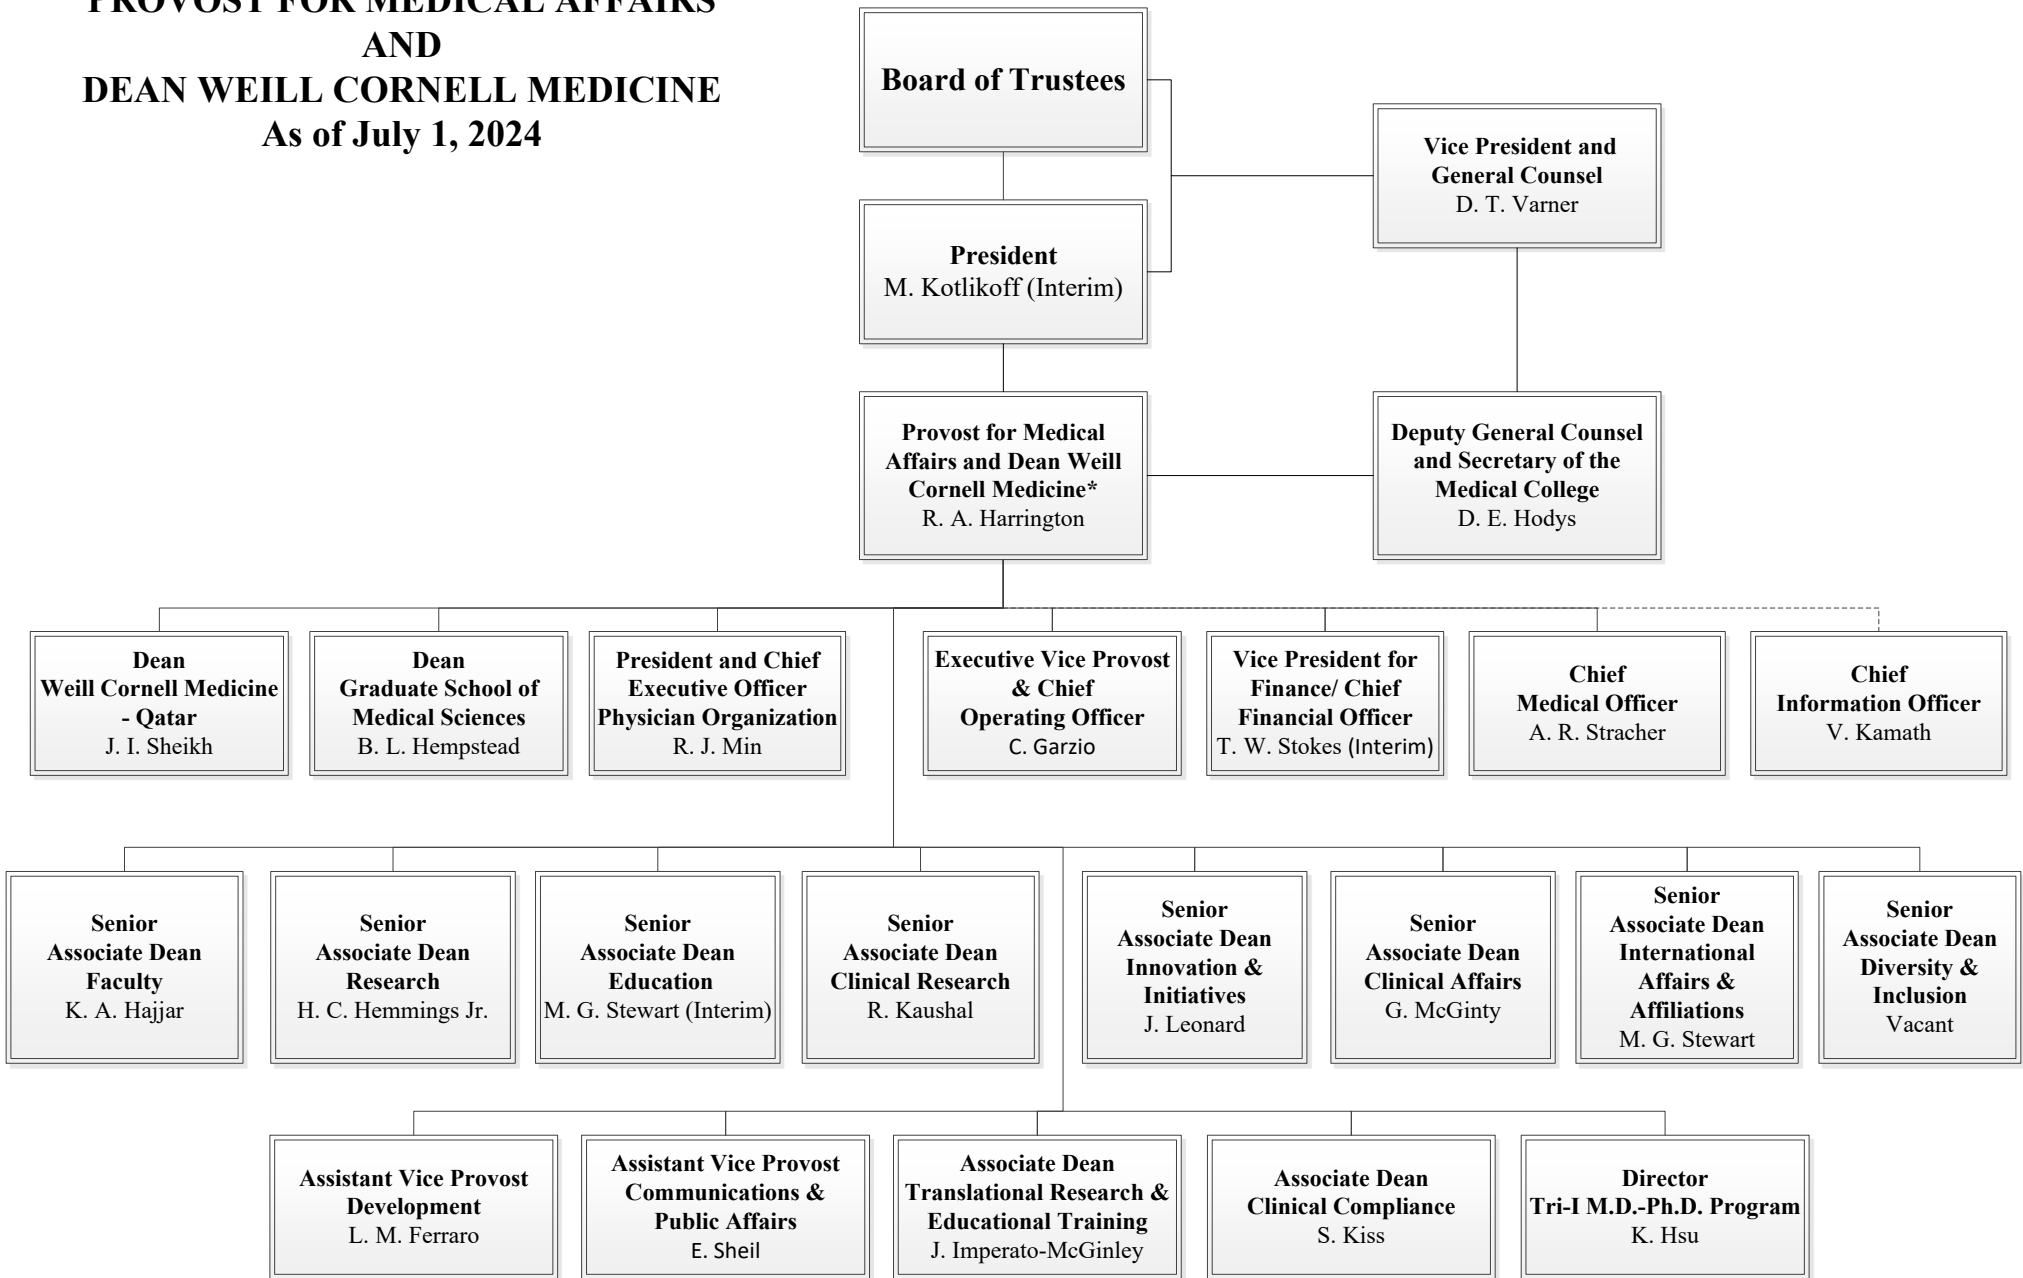 PROVOST FOR MEDICAL AFFAIRS
AND
DEAN WEILL CORNELL MEDICINE
As of July 1, 2024
Board of Trustees
Vice President and
General Counsel
D. T. Varner
President
M. Kotlikoff (Interim)
Provost for Medical
Affairs and Dean Weill
Cornell Medicine*
R. A. Harrington
Deputy General Counsel
and Secretary of the
Medical College
D. E. Hodys
Dean
Weill Cornell Medicine
- Qatar
J. I. Sheikh
Dean
Graduate School of
Medical Sciences
B. L. Hempstead
President and Chief
Executive Officer
Physician Organization
R. J. Min
Executive Vice Provost
& Chief
Operating Officer
C. Garzio
Vice President for
Finance/ Chief
Financial Officer
T. W. Stokes (Interim)
Chief
Medical Officer
A. R. Stracher
Chief
Information Officer
V. Kamath
Senior
Associate Dean
Faculty
K. A. Hajjar
Senior
Associate Dean
Research
H. C. Hemmings Jr.
Senior
Associate Dean
Education
M. G. Stewart (Interim)
Senior
Associate Dean
Clinical Research
R. Kaushal
Senior
Associate Dean
Innovation &
Initiatives
J. Leonard
Senior
Associate Dean
Clinical Affairs
G. McGinty
Senior
Associate Dean
International
Affairs &
Affiliations
M. G. Stewart
Senior
Associate Dean
Diversity &
Inclusion
Vacant
Assistant Vice Provost
Development
L. M. Ferraro
Assistant Vice Provost
Communications &
Public Affairs
E. Sheil
Associate Dean
Translational Research &
Educational Training
J. Imperato-McGinley
Associate Dean
Clinical Compliance
S. Kiss
Director
Tri-I M.D.-Ph.D. Program
K. Hsu